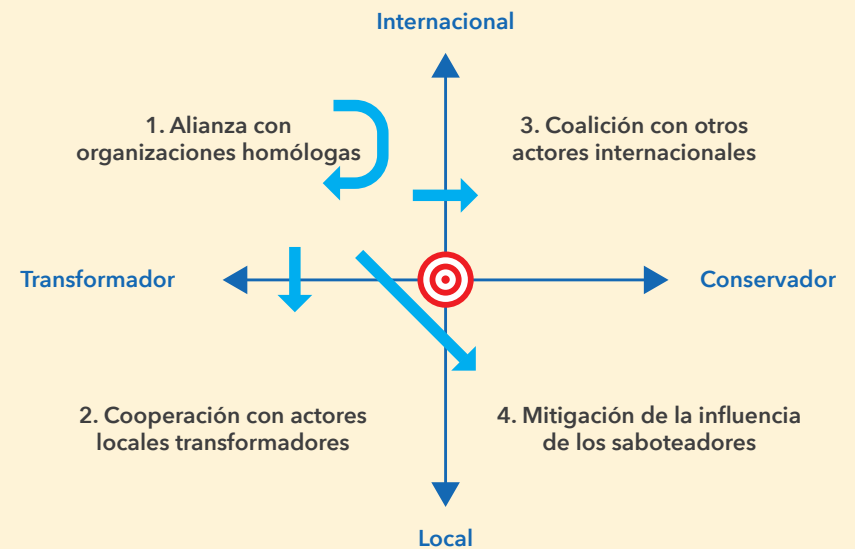 Internacional
1. Alianza con
organizaciones homólogas
3. Coalición con otros
actores internacionales
Transformador
Conservador
2. Cooperación con actores
locales transformadores
4. Mitigación de la influencia
de los saboteadores
Local